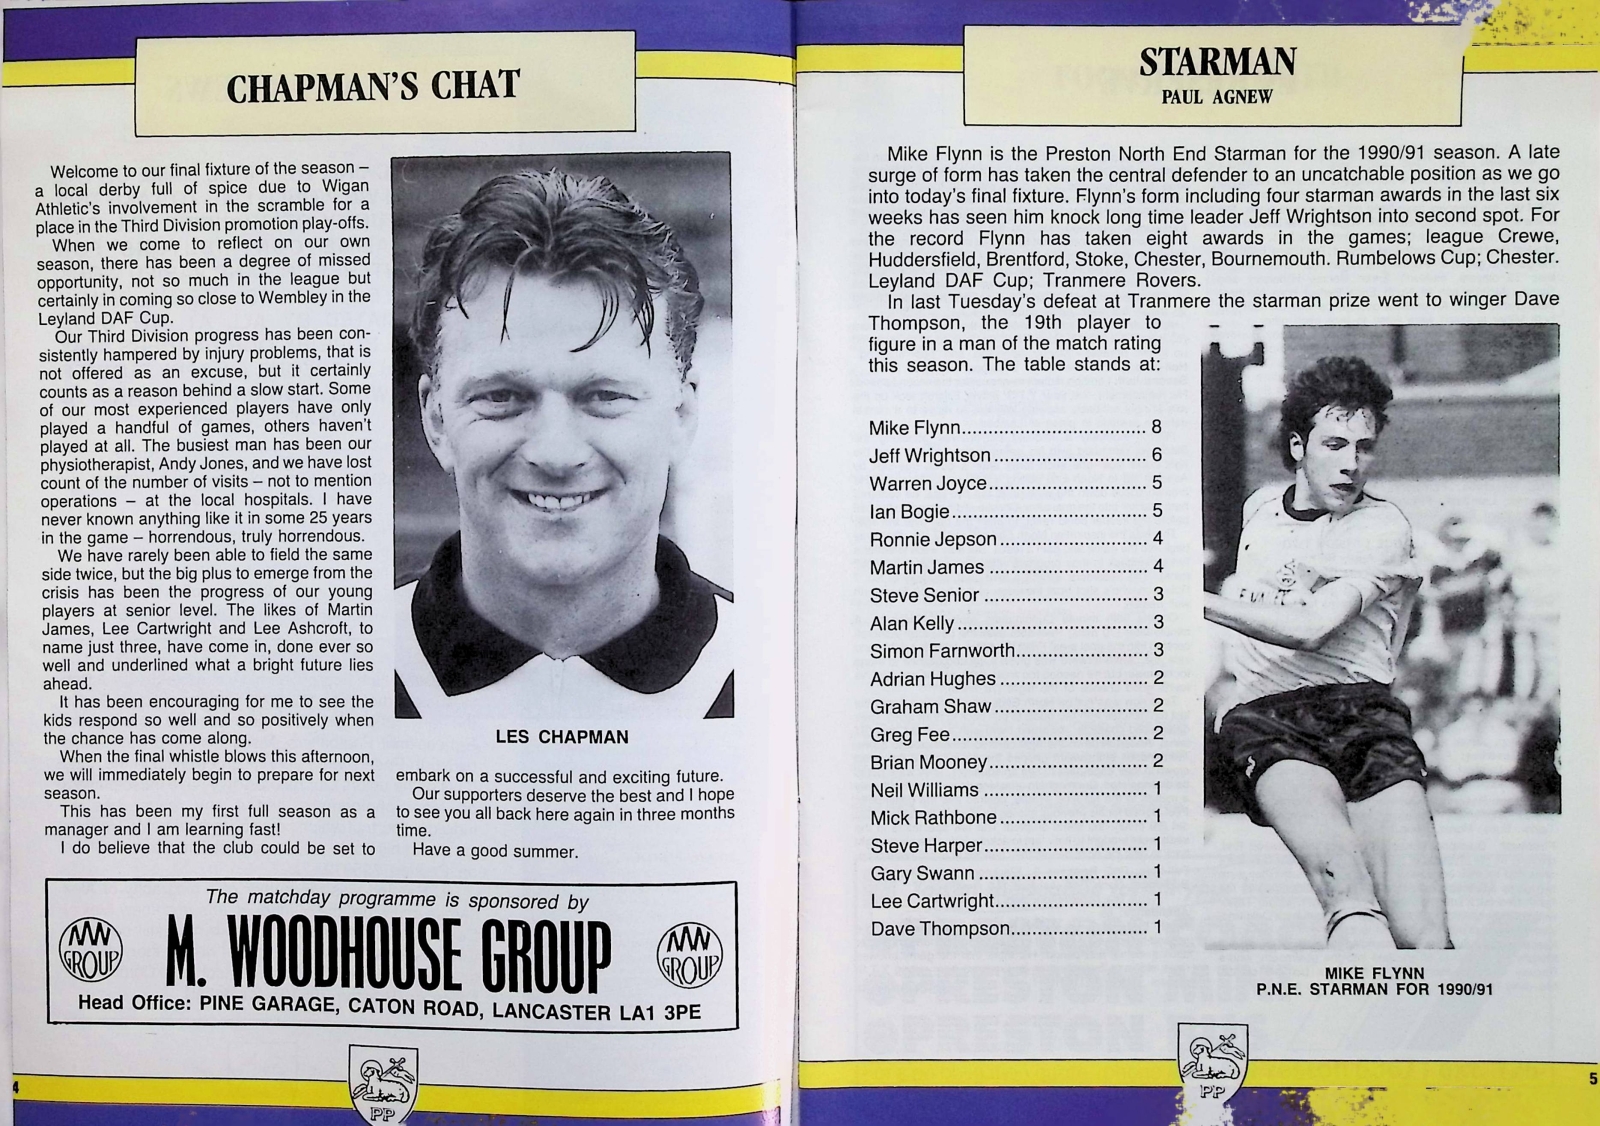 CHAPMAN'S CHAT
Welcome to our final fixture of the season –
a local derby full of spice due to Wigan
Athletic's involvement in the scramble for a
place in the Third Division promotion play-offs.
When we come to reflect on our own
season, there has been a degree of missed
opportunity, not so much in the league but
certainly in coming so close to Wembley in the
Leyland DAF Cup.
Our Third Division progress has been con-
sistently hampered by injury problems, that is
not offered as an excuse, but it certainly
counts as a reason behind a slow start. Some
of our most experienced players have only
played a handful of games, others haven't
played at all. The busiest man has been our
physiotherapist, Andy Jones, and we have lost
count of the number of visits – not to mention
operations – at the local hospitals. I have
never known anything like it in some 25 years
in the game – horrendous, truly horrendous.
We have rarely been able to field the same
side twice, but the big plus to emerge from the
crisis has been the progress of our young
players at senior level. The likes of Martin
James, Lee Cartwright and Lee Ashcroft, to
name just three, have come in, done ever so
well and underlined what a bright future lies
ahead.
It has been encouraging for me to see the
kids respond so well and so positively when
the chance has come along.
When the final whistle blows this afternoon,
we will immediately begin to prepare for next
season.
This has been my first full season as a
manager and I am learning fast!
I do believe that the club could be set to
LES CHAPMAN
embark on a successful and exciting future.
Our supporters deserve the best and I hope
to see you all back here again in three months
time.
Have a good summer.
The matchday programme is sponsored by
MW GROUP
M. WOODHOUSE GROUP
MW GROUP
Head Office: PINE GARAGE, CATON ROAD, LANCASTER LA1 3PE
PP
4
STARMAN
PAUL AGNEW
Mike Flynn is the Preston North End Starman for the 1990/91 season. A late
surge of form has taken the central defender to an uncatchable position as we go
into today's final fixture. Flynn's form including four starman awards in the last six
weeks has seen him knock long time leader Jeff Wrightson into second spot. For
the record Flynn has taken eight awards in the games; league Crewe,
Huddersfield, Brentford, Stoke, Chester, Bournemouth. Rumbelows Cup; Chester.
Leyland DAF Cup; Tranmere Rovers.
In last Tuesday's defeat at Tranmere the starman prize went to winger Dave
Thompson, the 19th player to
figure in a man of the match rating
this season. The table stands at:
Mike Flynn.................................. 8
Jeff Wrightson............................ 6
Warren Joyce............................. 5
Ian Bogie.................................... 5
Ronnie Jepson........................... 4
Martin James ............................. 4
Steve Senior .............................. 3
Alan Kelly................................... 3
Simon Farnworth........................ 3
Adrian Hughes ........................... 2
Graham Shaw............................ 2
Greg Fee.................................... 2
Brian Mooney............................. 2
Neil Williams .............................. 1
Mick Rathbone........................... 1
Steve Harper.............................. 1
Gary Swann ............................... 1
Lee Cartwright............................ 1
Dave Thompson......................... 1
MIKE FLYNN
P.N.E. STARMAN FOR 1990/91
PP
5